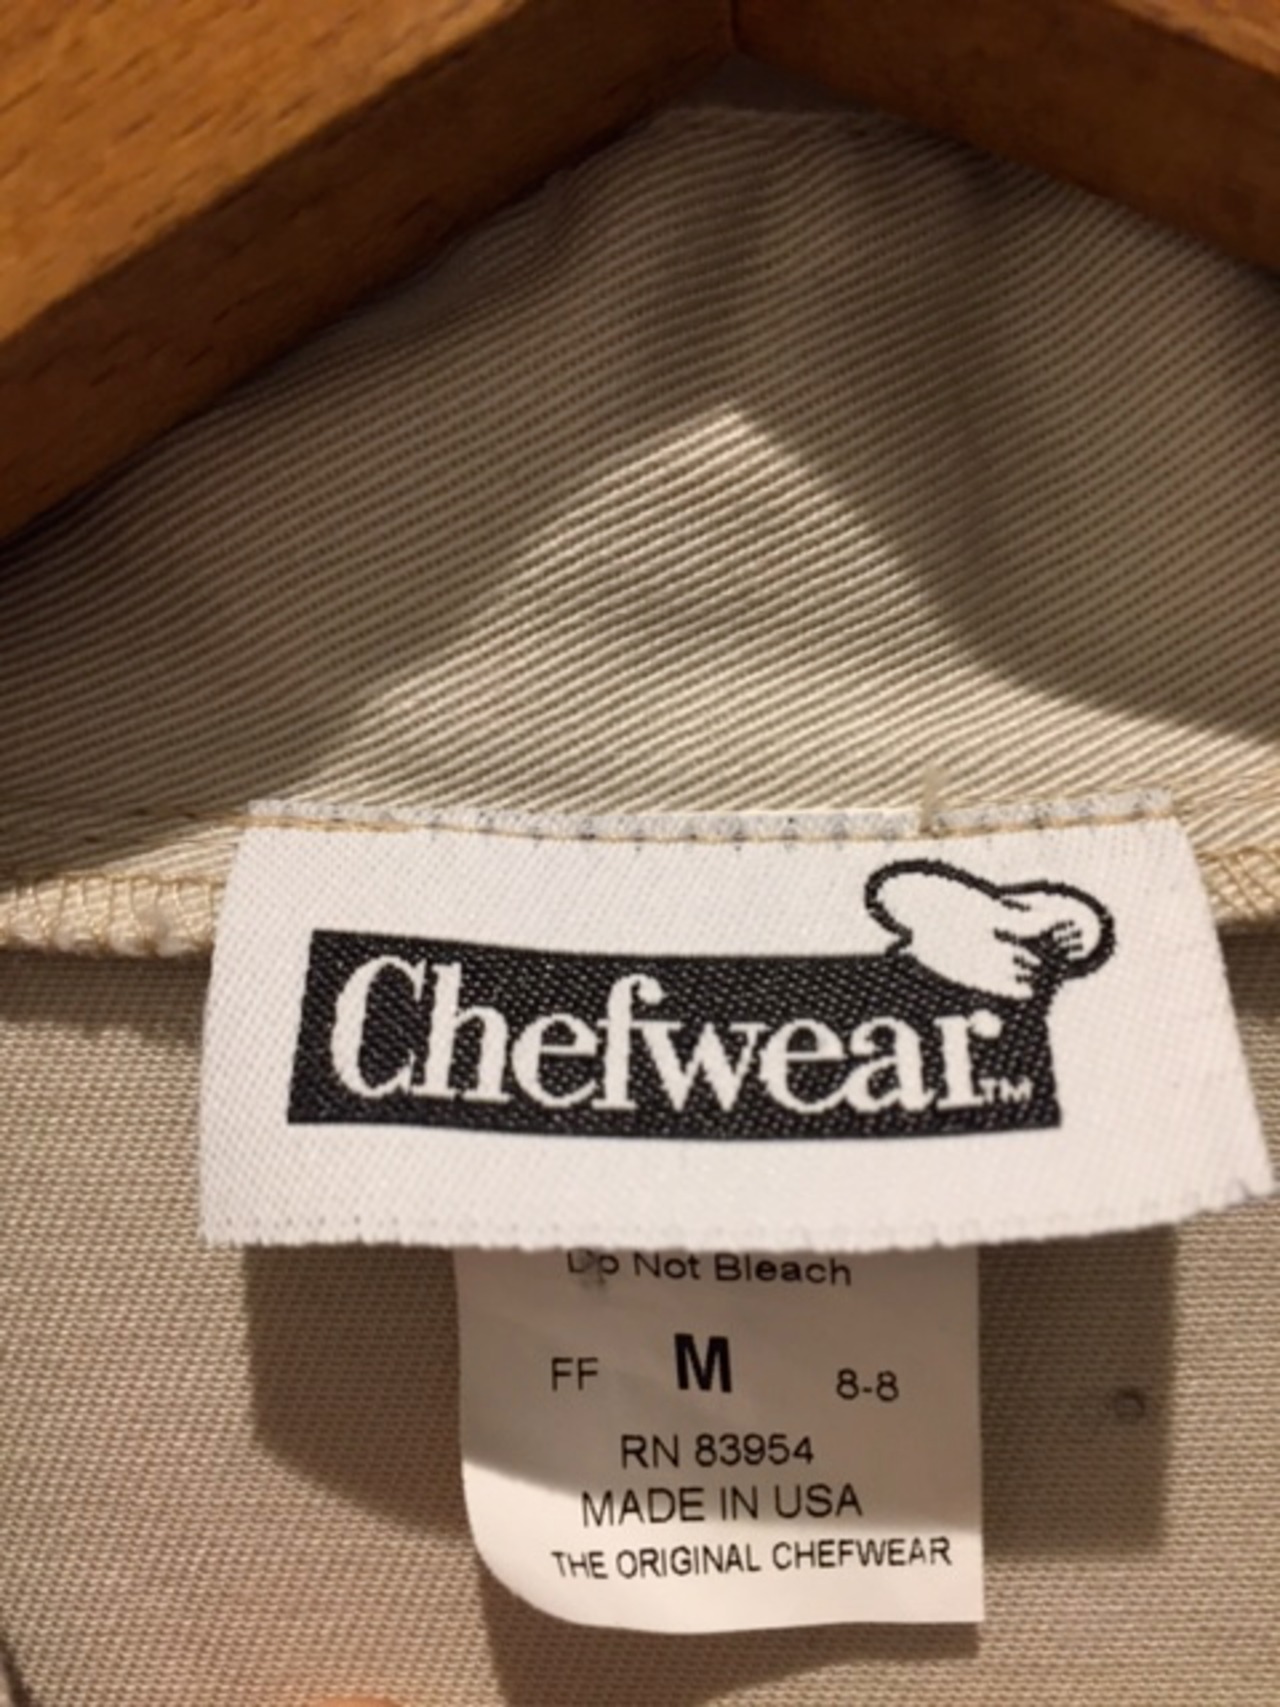 Chefwear™
Do Not Bleach
FF M 8-8
RN 83954
MADE IN USA
THE ORIGINAL CHEFWEAR